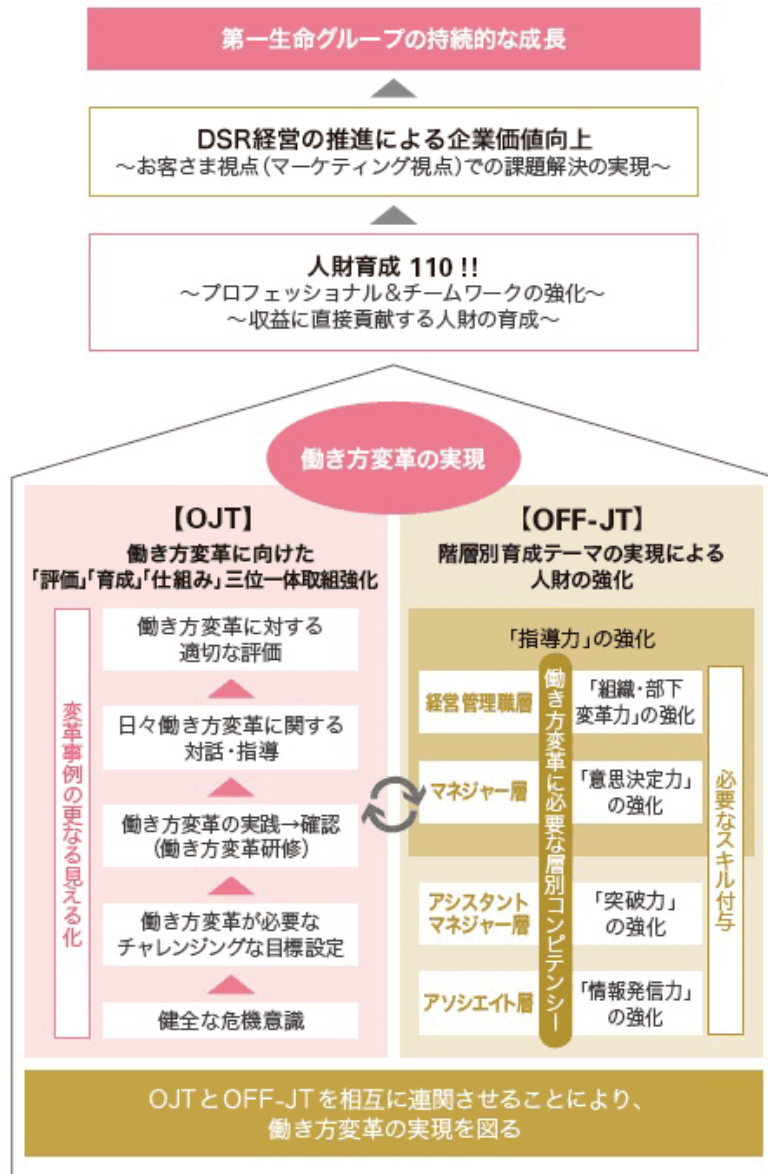 第一生命グループの持続的な成長
DSR経営の推進による企業価値向上
～お客さま視点(マーケティング視点)での課題解決の実現～
人財育成 110 !!
～プロフェッショナル＆チームワークの強化～
～収益に直接貢献する人財の育成～
働き方変革の実現
【OJT】
働き方変革に向けた
「評価」「育成」「仕組み」三位一体取組強化
変革事例の更なる見える化
働き方変革に対する
適切な評価
日々働き方変革に関する
対話・指導
働き方変革の実践→確認
(働き方変革研修)
働き方変革が必要な
チャレンジングな目標設定
健全な危機意識
【OFF-JT】
階層別育成テーマの実現による
人財の強化
「指導力」の強化
働き方変革に必要な層別コンピテンシー
経営管理職層
「組織・部下
変革力」の強化
マネジャー層
「意思決定力」
の強化
アシスタント
マネジャー層
「突破力」
の強化
アソシエイト層
「情報発信力」
の強化
必要なスキル付与
OJTとOFF-JTを相互に連関させることにより、
働き方変革の実現を図る